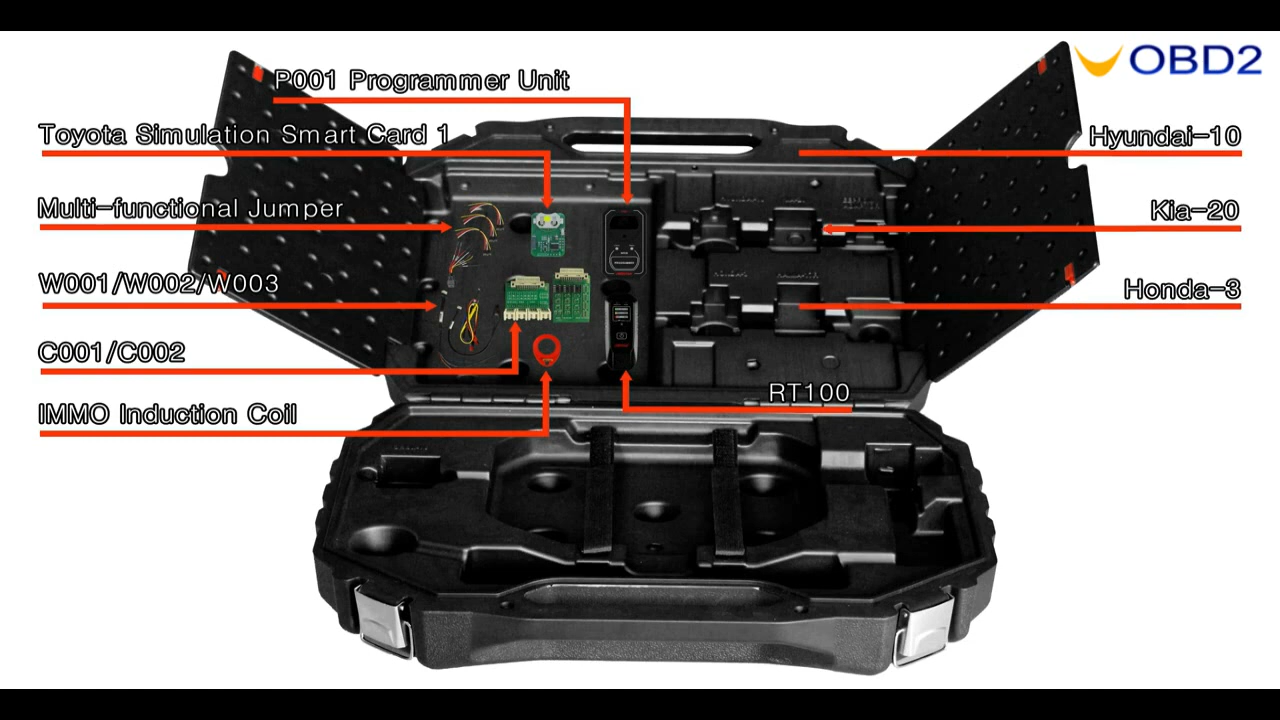 P001 Programmer Unit
Toyota Simulation Smart Card 1
Multi-functional Jumper
W001/W002/W003
C001/C002
IMMO Induction Coil
OBD2
Hyundai-10
Kia-20
Honda-3
RT100